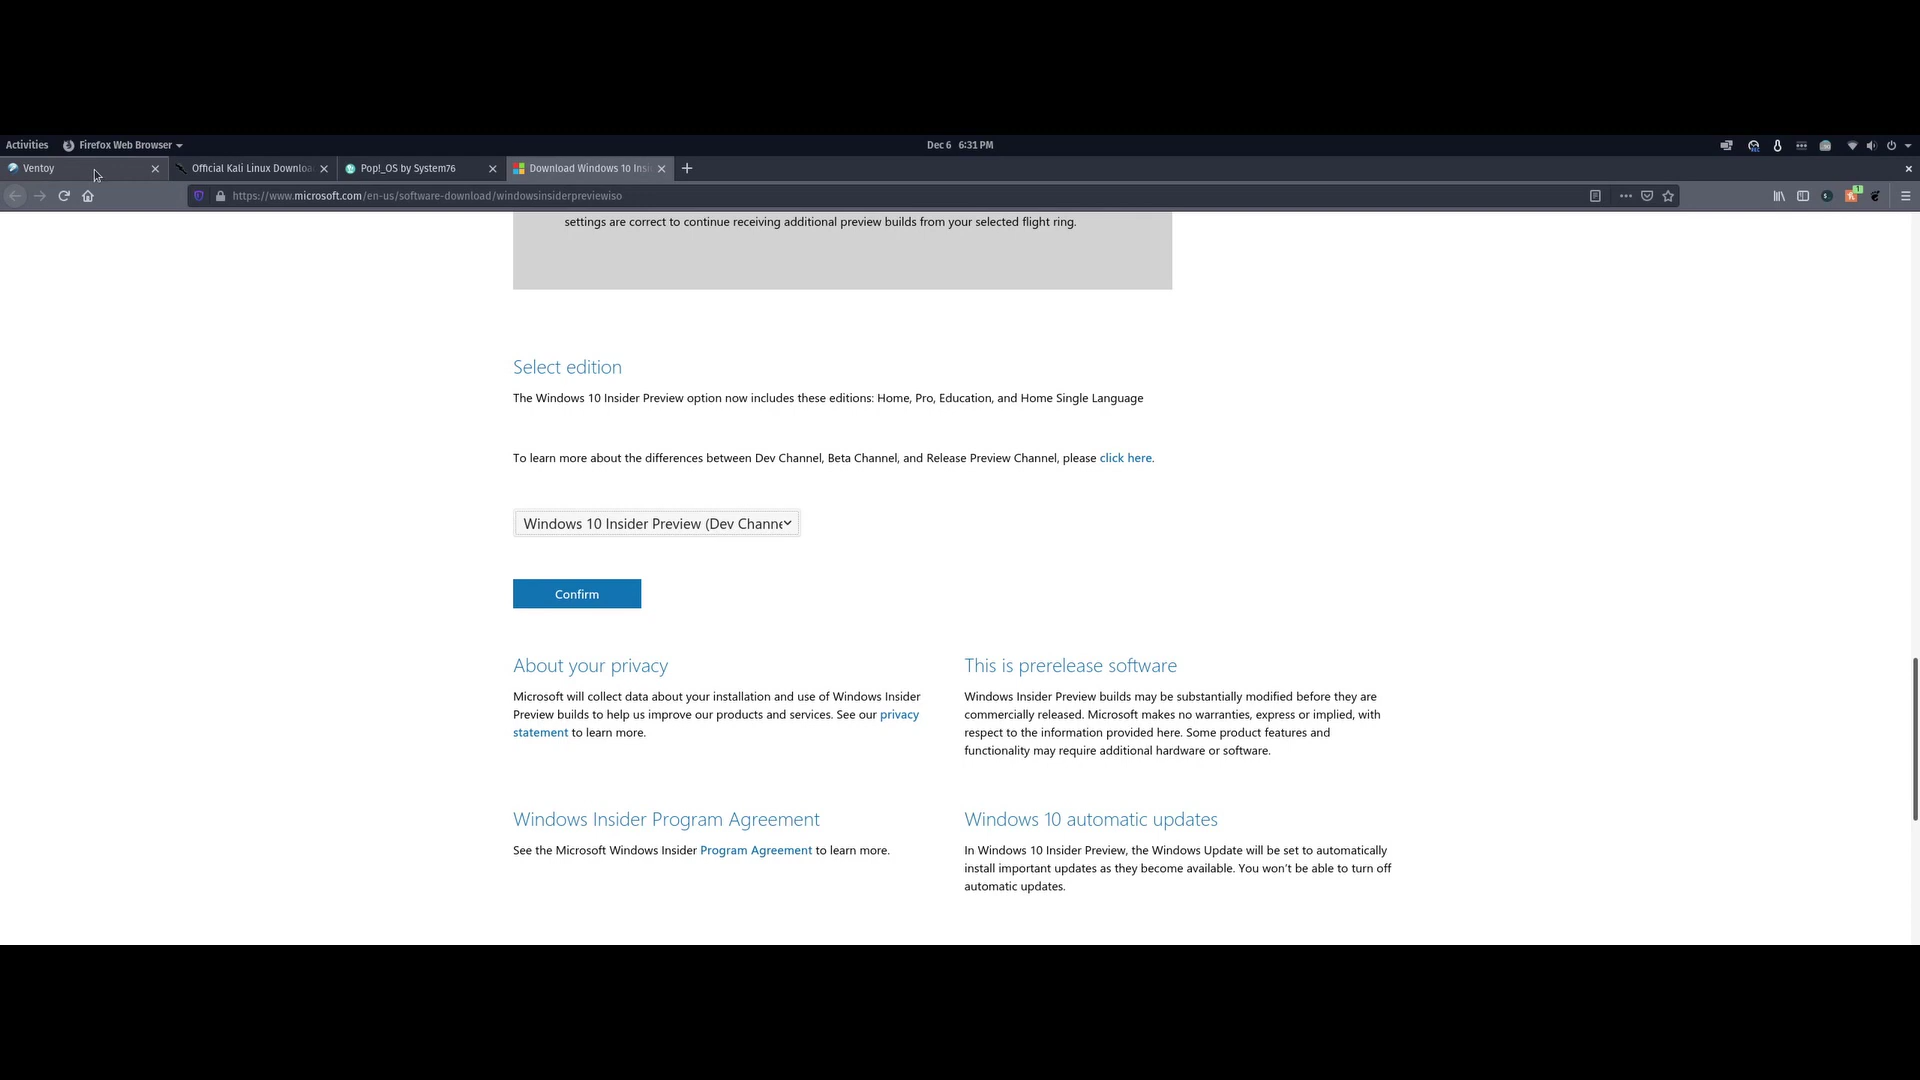 Activities Firefox Web Browser Dec 6 6:31 PM
Ventoy Official Kali Linux Downloa Pop!_OS by System76 Download Windows 10 Insi
https://www.microsoft.com/en-us/software-download/windowsinsiderpreviewiso 1
settings are correct to continue receiving additional preview builds from your selected flight ring.
Select edition
The Windows 10 Insider Preview option now includes these editions: Home, Pro, Education, and Home Single Language
To learn more about the differences between Dev Channel, Beta Channel, and Release Preview Channel, please click here.
Windows 10 Insider Preview (Dev Channe
Confirm
About your privacy
Microsoft will collect data about your installation and use of Windows Insider
Preview builds to help us improve our products and services. See our privacy
statement to learn more.
This is prerelease software
Windows Insider Preview builds may be substantially modified before they are
commercially released. Microsoft makes no warranties, express or implied, with
respect to the information provided here. Some product features and
functionality may require additional hardware or software.
Windows Insider Program Agreement
See the Microsoft Windows Insider Program Agreement to learn more.
Windows 10 automatic updates
In Windows 10 Insider Preview, the Windows Update will be set to automatically
install important updates as they become available. You won't be able to turn off
automatic updates.